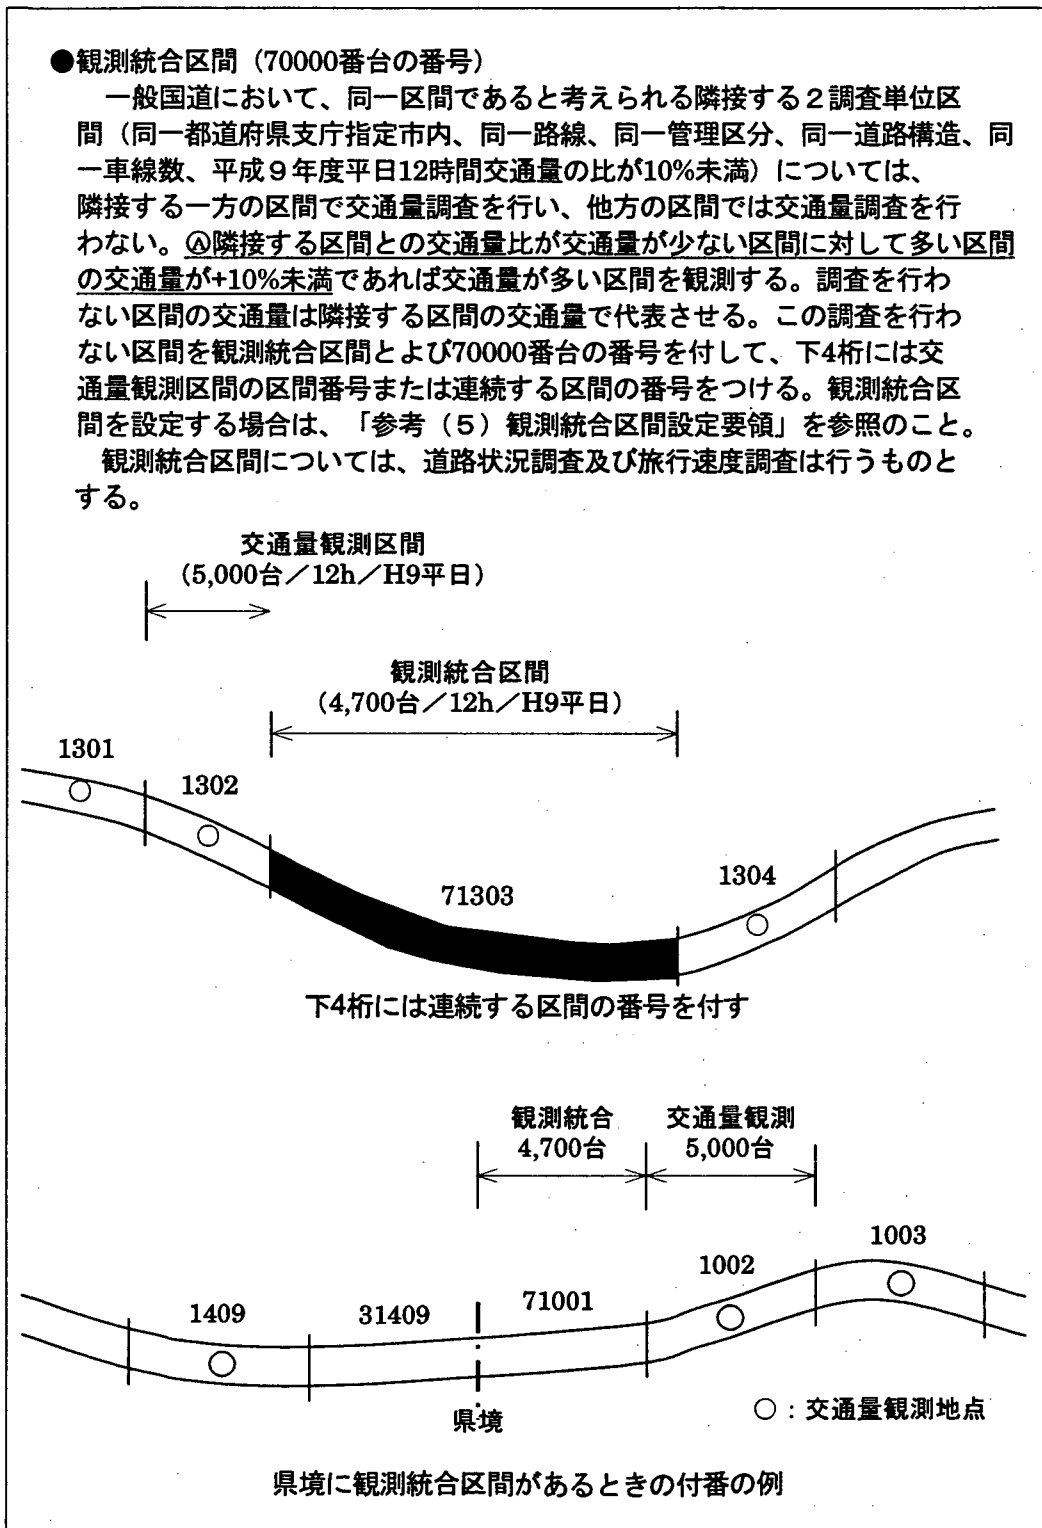 ●観測統合区間（70000番台の番号）
一般国道において、同一区間であると考えられる隣接する２調査単位区
間（同一都道府県支庁指定市内、同一路線、同一管理区分、同一道路構造、同
一車線数、平成９年度平日12時間交通量の比が10%未満）については、
隣接する一方の区間で交通量調査を行い、他方の区間では交通量調査を行
わない。Ⓐ隣接する区間との交通量比が交通量が少ない区間に対して多い区間
の交通量が+10%未満であれば交通量が多い区間を観測する。調査を行わ
ない区間の交通量は隣接する区間の交通量で代表させる。この調査を行わ
ない区間を観測統合区間とよび70000番台の番号を付して、下4桁には交
通量観測区間の区間番号または連続する区間の番号をつける。観測統合区
間を設定する場合は、「参考（５）観測統合区間設定要領」を参照のこと。
観測統合区間については、道路状況調査及び旅行速度調査は行うものと
する。
交通量観測区間
（5,000台／12h／H9平日）
観測統合区間
（4,700台／12h／H9平日）
1301
1302
71303
1304
下4桁には連続する区間の番号を付す
観測統合 交通量観測
4,700台 5,000台
1409 31409 71001 1002 1003
県境
○：交通量観測地点
県境に観測統合区間があるときの付番の例